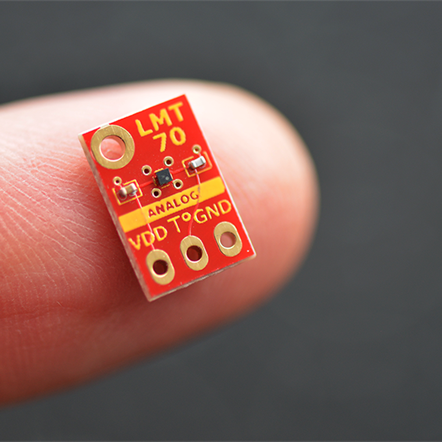 LMT
70
ANALOG
VDD T° GND